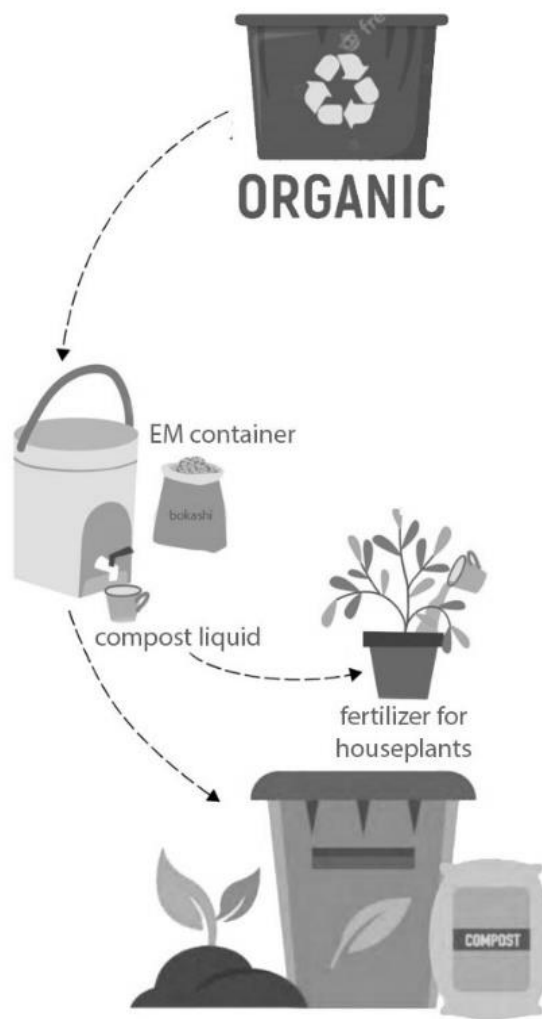 ORGANIC
EM container
bokashi
compost liquid
fertilizer for
houseplants
COMPOST